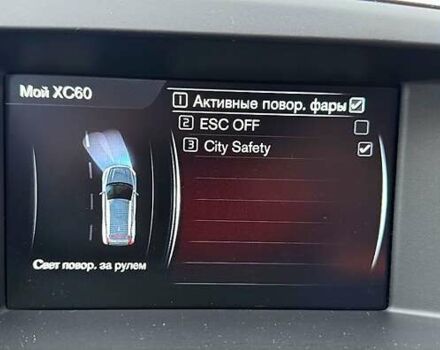 Мой XC60
1 Активные повор. фары
2 ESC OFF
3 City Safety
Свет повор. за рулем